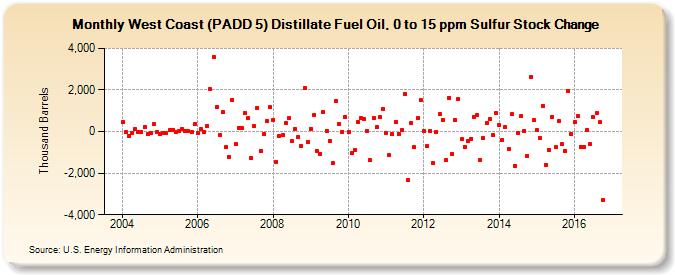 Monthly West Coast (PADD 5) Distillate Fuel Oil, 0 to 15 ppm Sulfur Stock Change
Thousand Barrels
4,000
2,000
0
-2,000
-4,000
2004 2006 2008 2010 2012 2014 2016
Source: U.S. Energy Information Administration